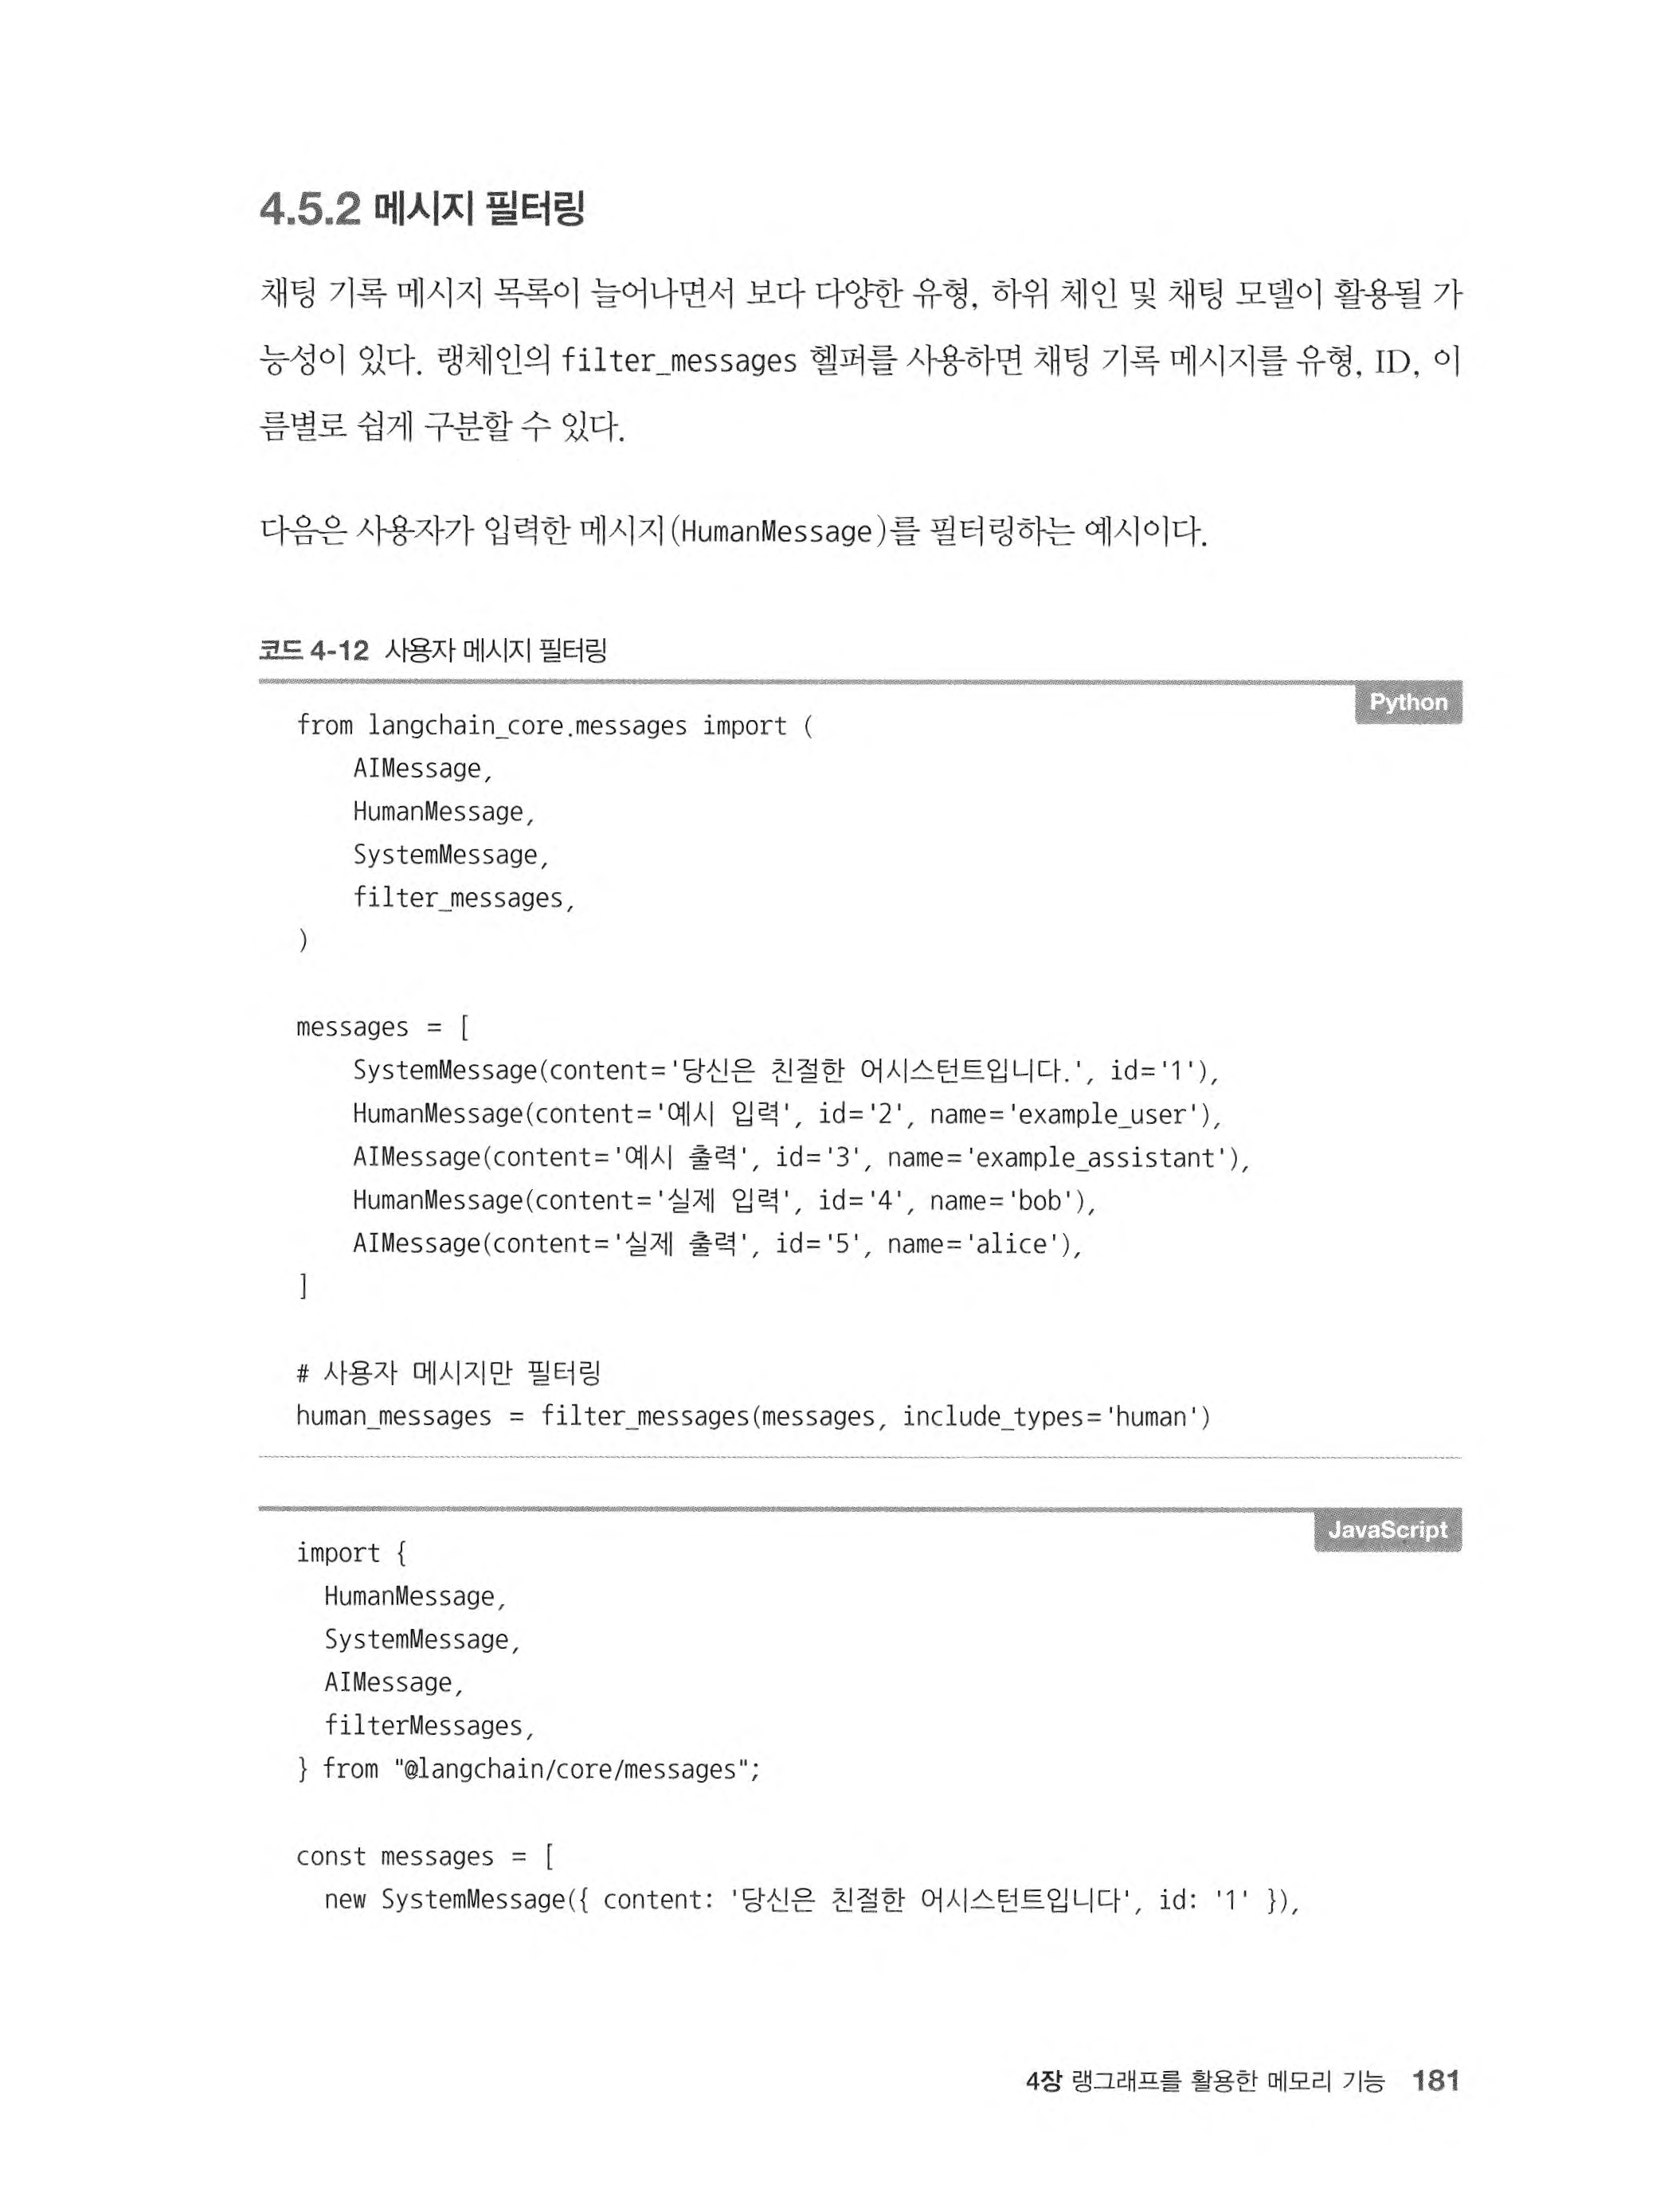 4.5.2 메시지 필터링
채팅 기록 메시지 목록이 늘어나면서 보다 다양한 유형, 하위 체인 및 채팅 모델이 활용될 가
능성이 있다. 랭체인의 filter_messages 헬퍼를 사용하면 채팅 기록 메시지를 유형, ID, 이
름별로 쉽게 구분할 수 있다.
다음은 사용자가 입력한 메시지(HumanMessage)를 필터링하는 예시이다.
코드 4-12 사용자 메시지 필터링
Python
from langchain_core.messages import (
    AIMessage,
    HumanMessage,
    SystemMessage,
    filter_messages,
)
messages = [
    SystemMessage(content='당신은 친절한 어시스턴트입니다.', id='1'),
    HumanMessage(content='예시 입력', id='2', name='example_user'),
    AIMessage(content='예시 출력', id='3', name='example_assistant'),
    HumanMessage(content='실제 입력', id='4', name='bob'),
    AIMessage(content='실제 출력', id='5', name='alice'),
]
# 사용자 메시지만 필터링
human_messages = filter_messages(messages, include_types='human')
JavaScript
import {
  HumanMessage,
  SystemMessage,
  AIMessage,
  filterMessages,
} from "@langchain/core/messages";
const messages = [
  new SystemMessage({ content: '당신은 친절한 어시스턴트입니다', id: '1' }),
4장 랭그래프를 활용한 메모리 기능 181